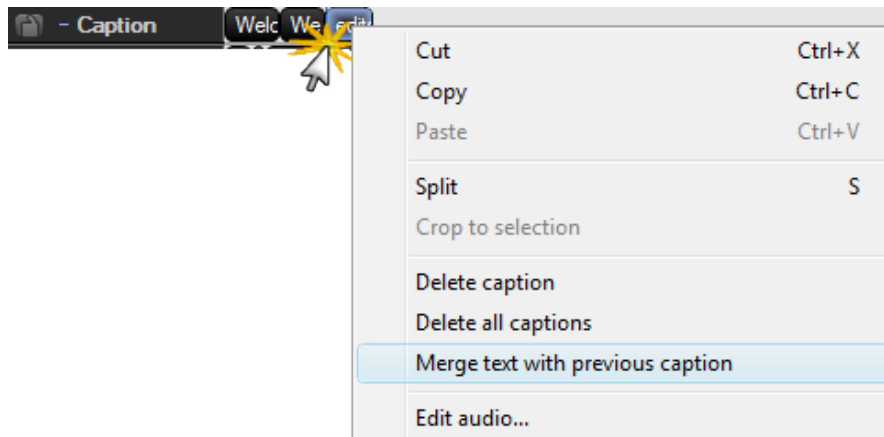 - Caption Welc We edit
Cut Ctrl+X
Copy Ctrl+C
Paste Ctrl+V
Split S
Crop to selection
Delete caption
Delete all captions
Merge text with previous caption
Edit audio...